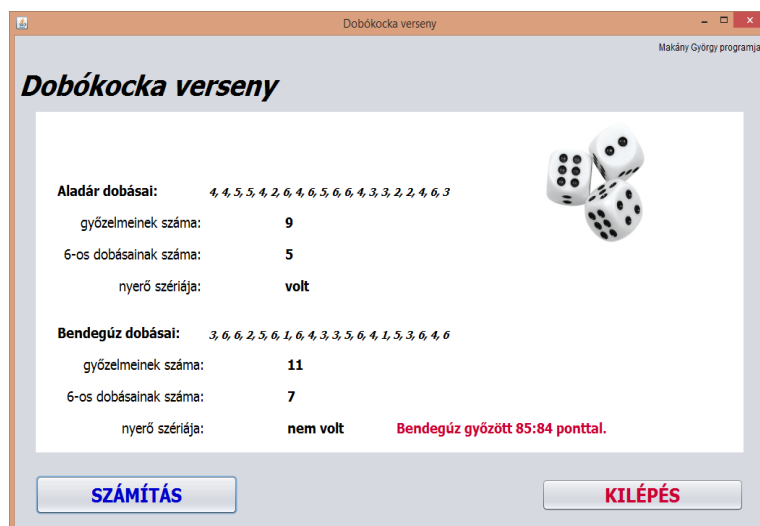 Dobókocka verseny
Makány György programja
Dobókocka verseny
Aladár dobásai: 4, 4, 5, 5, 4, 2, 6, 4, 6, 5, 6, 6, 4, 3, 3, 2, 2, 4, 6, 3
győzelmeinek száma: 9
6-os dobásainak száma: 5
nyerő szériája: volt
Bendegúz dobásai: 3, 6, 6, 2, 5, 6, 1, 6, 4, 3, 3, 5, 6, 4, 1, 5, 3, 6, 4, 6
győzelmeinek száma: 11
6-os dobásainak száma: 7
nyerő szériája: nem volt Bendegúz győzött 85:84 ponttal.
SZÁMÍTÁS KILÉPÉS